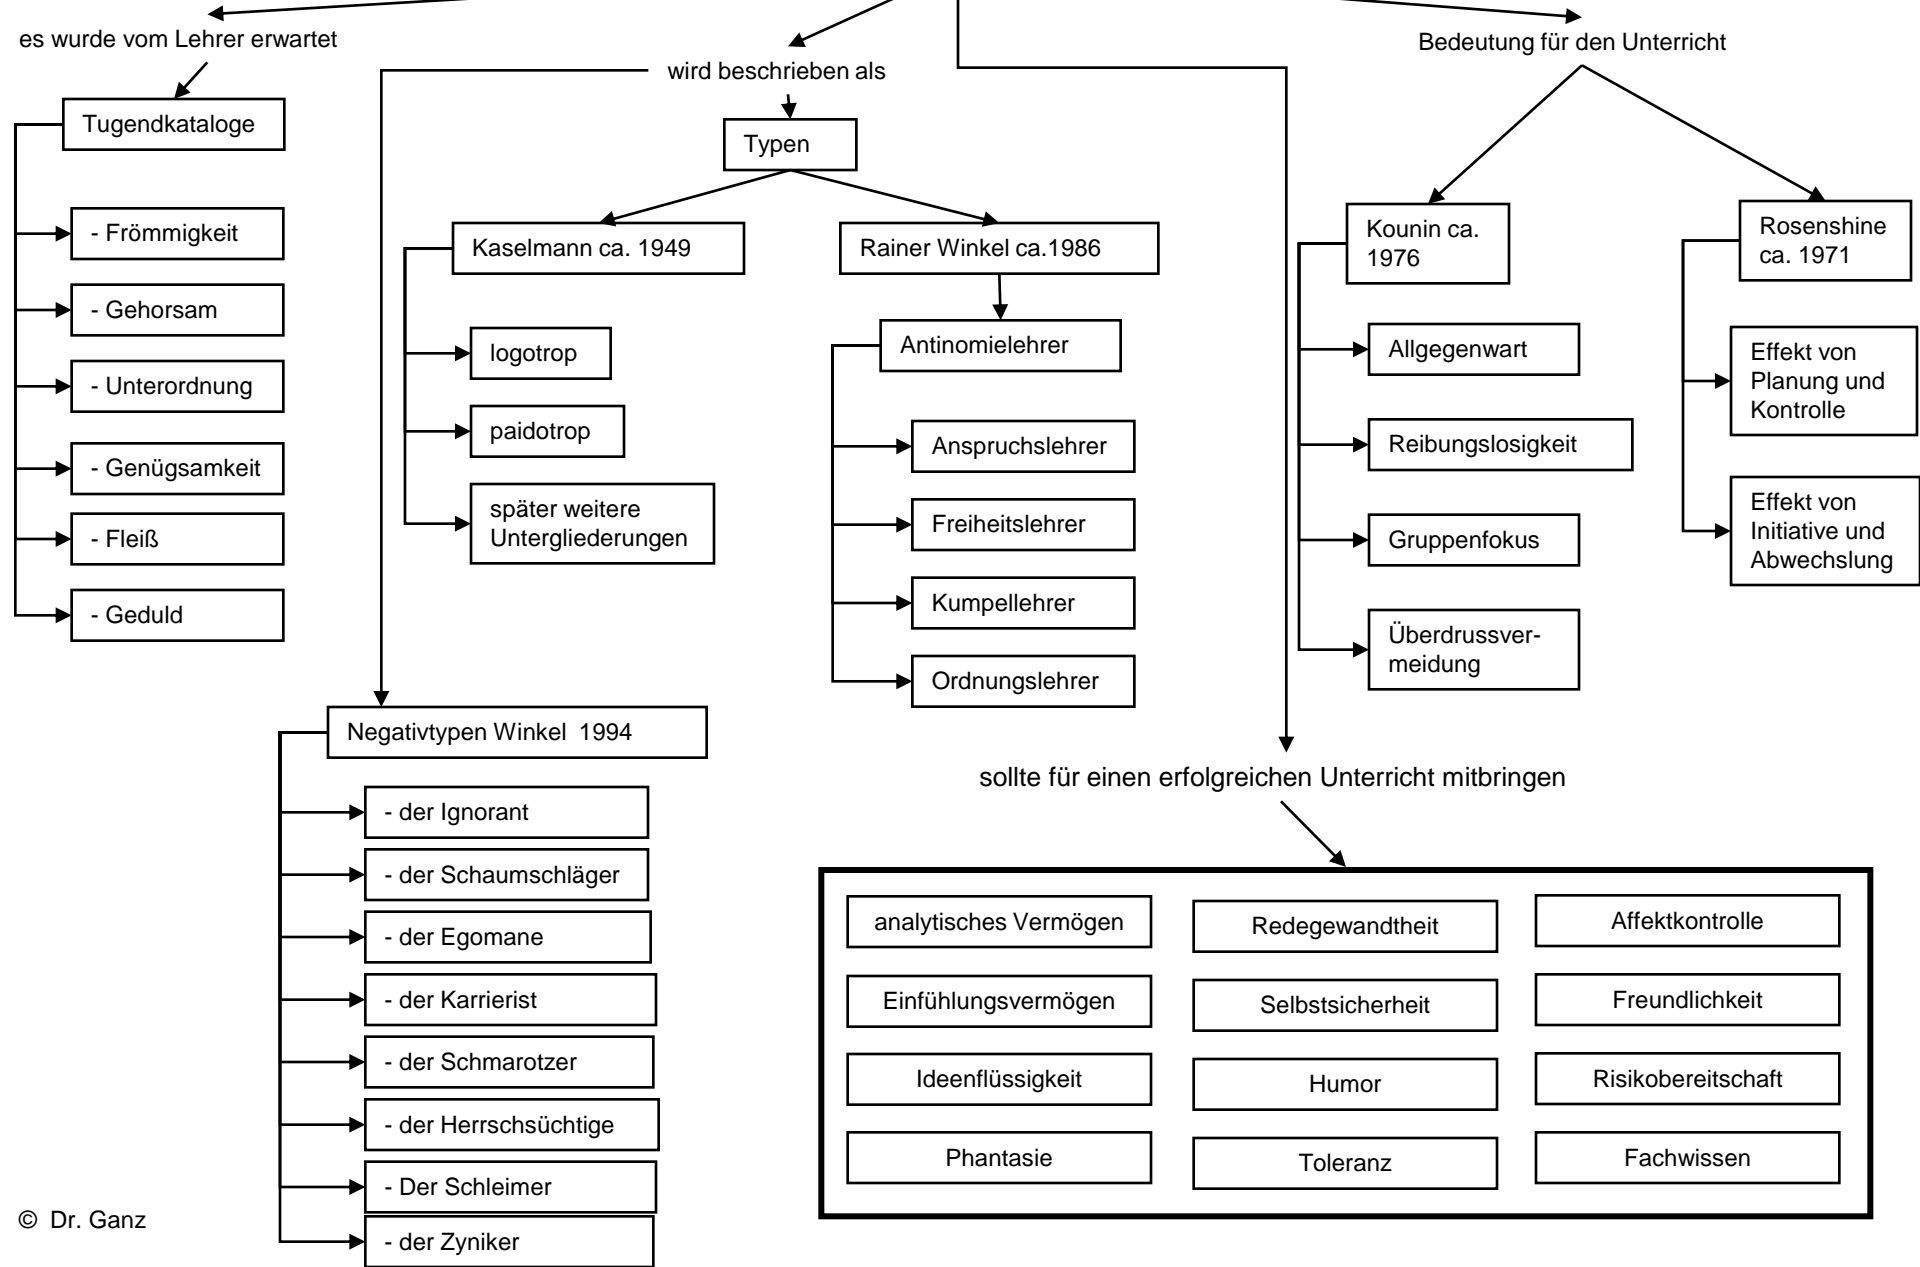 es wurde vom Lehrer erwartet
Tugendkataloge
- Frömmigkeit
- Gehorsam
- Unterordnung
- Genügsamkeit
- Fleiß
- Geduld
wird beschrieben als
Typen
Kaselmann ca. 1949
logotrop
paidotrop
später weitere
Untergliederungen
Rainer Winkel ca.1986
Antinomielehrer
Anspruchslehrer
Freiheitslehrer
Kumpellehrer
Ordnungslehrer
Negativtypen Winkel 1994
- der Ignorant
- der Schaumschläger
- der Egomane
- der Karrierist
- der Schmarotzer
- der Herrschsüchtige
- Der Schleimer
- der Zyniker
Bedeutung für den Unterricht
Kounin ca.
1976
Allgegenwart
Reibungslosigkeit
Gruppenfokus
Überdrussver-
meidung
Rosenshine
ca. 1971
Effekt von
Planung und
Kontrolle
Effekt von
Initiative und
Abwechslung
sollte für einen erfolgreichen Unterricht mitbringen
analytisches Vermögen
Einfühlungsvermögen
Ideenflüssigkeit
Phantasie
Redegewandtheit
Selbstsicherheit
Humor
Toleranz
Affektkontrolle
Freundlichkeit
Risikobereitschaft
Fachwissen
© Dr. Ganz